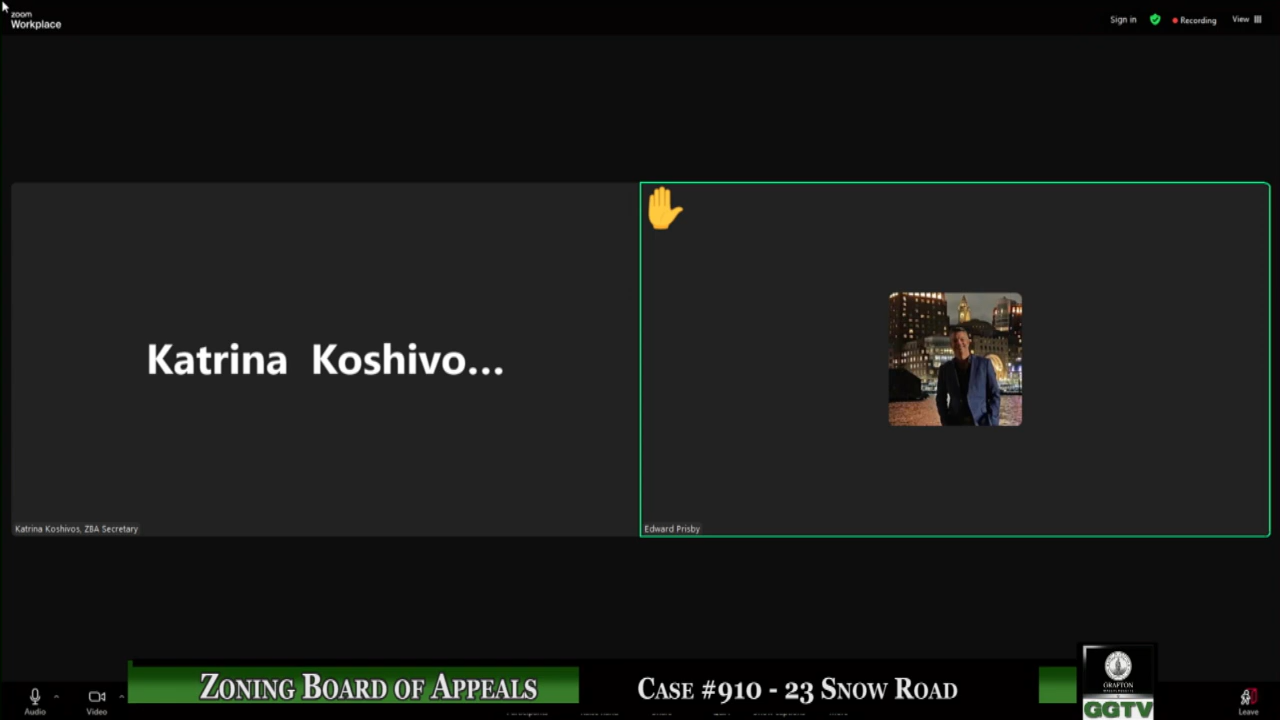 zoom
Workplace
Sign in
Recording
View
Katrina Koshivo...
Katrina Koshivos, ZBA Secretary
Edward Prisby
Audio
Video
Zoning Board of Appeals
Case #910 - 23 Snow Road
GRAFTON
GGTV
Leave